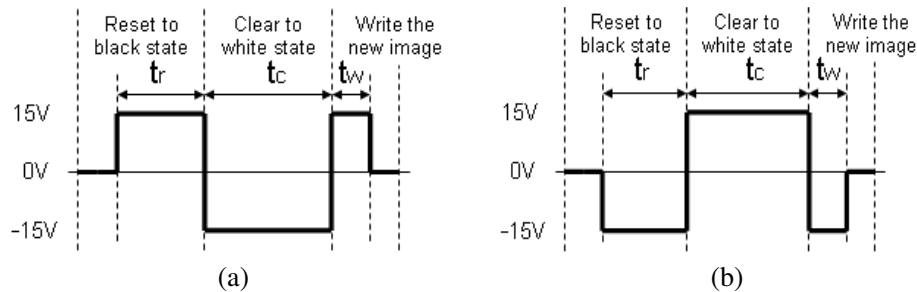 Reset to black state
Clear to white state
Write the new image
tr
tc
tw
15V
0V
-15V
(a)
Reset to black state
Clear to white state
Write the new image
tr
tc
tw
15V
0V
-15V
(b)